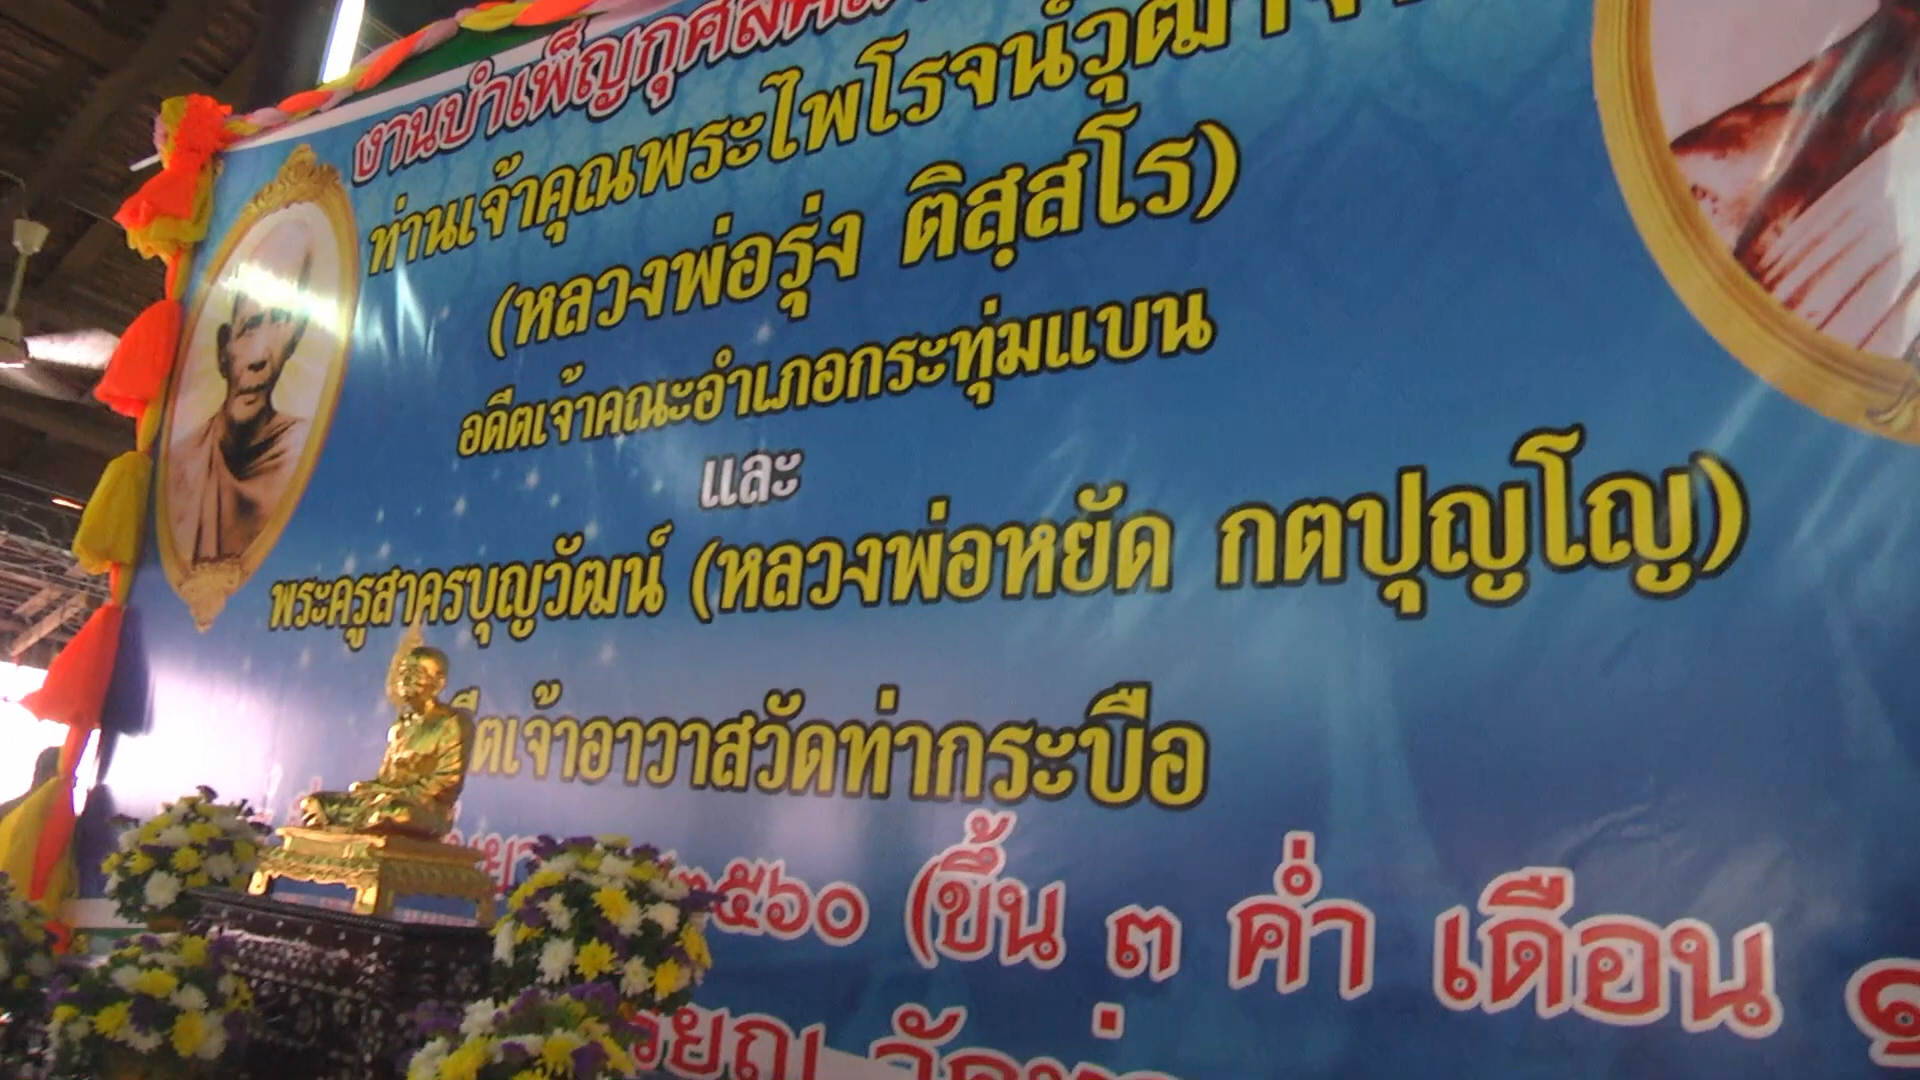 งานบำเพ็ญกุศล
ท่านเจ้าคุณพระไพโรจน์วุฒาจ
(หลวงพ่อรุ่ง ติสฺสโร)
อดีตเจ้าคณะอำเภอกระทุ่มแบน
และ
พระครูสาครบุญวัฒน์ (หลวงพ่อหยัด กตปุญโญ)
ตเจ้าอาวาสวัดท่ากระบือ
๒๕๖๐ (ขึ้น ๓ ค่ำ เดือน